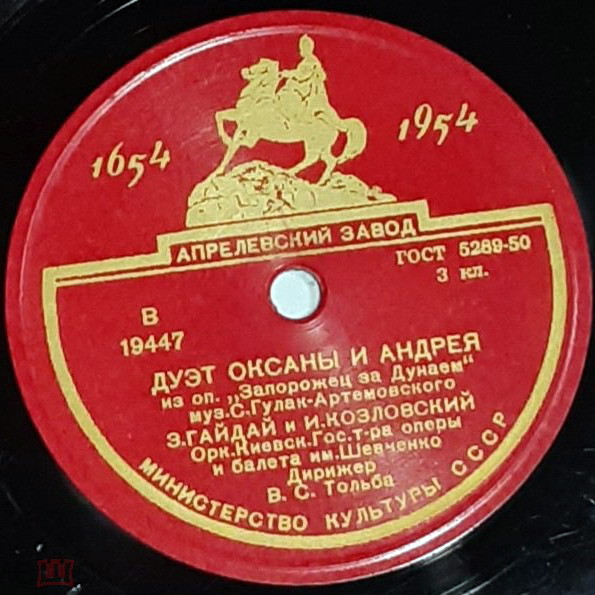 1654 1954
АПРЕЛЕВСКИЙ ЗАВОД
ГОСТ 5289-50
3 кл.
В
19447
ДУЭТ ОКСАНЫ И АНДРЕЯ
из оп. „Запорожец за Дунаем“
муз.С.Гулак-Артемовского
З.ГАЙДАЙ и И.КОЗЛОВСКИЙ
Орк.Киевск.Гос.т-ра оперы
и балета им.Шевченко
Дирижер
В. С. Тольба
МИНИСТЕРСТВО КУЛЬТУРЫ СССР